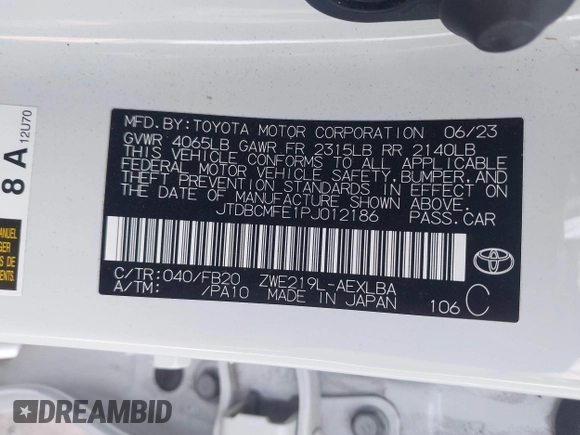 MFD.BY:TOYOTA MOTOR CORPORATION 06/23
GVWR 4065LB GAWR FR 2315LB RR 2140LB
THIS VEHICLE CONFORMS TO ALL APPLICABLE
FEDERAL MOTOR VEHICLE SAFETY,BUMPER,AND
THEFT PREVENTION STANDARDS IN EFFECT ON
THE DATE OF MANUFACTURE SHOWN ABOVE.
JTDBCMFE1PJ012186 PASS.CAR
C/TR:040/FB20 ZWE219L-AEXLBA
A/TM: /PA10 MADE IN JAPAN 106 C
8 A
12U70
DREAMBID